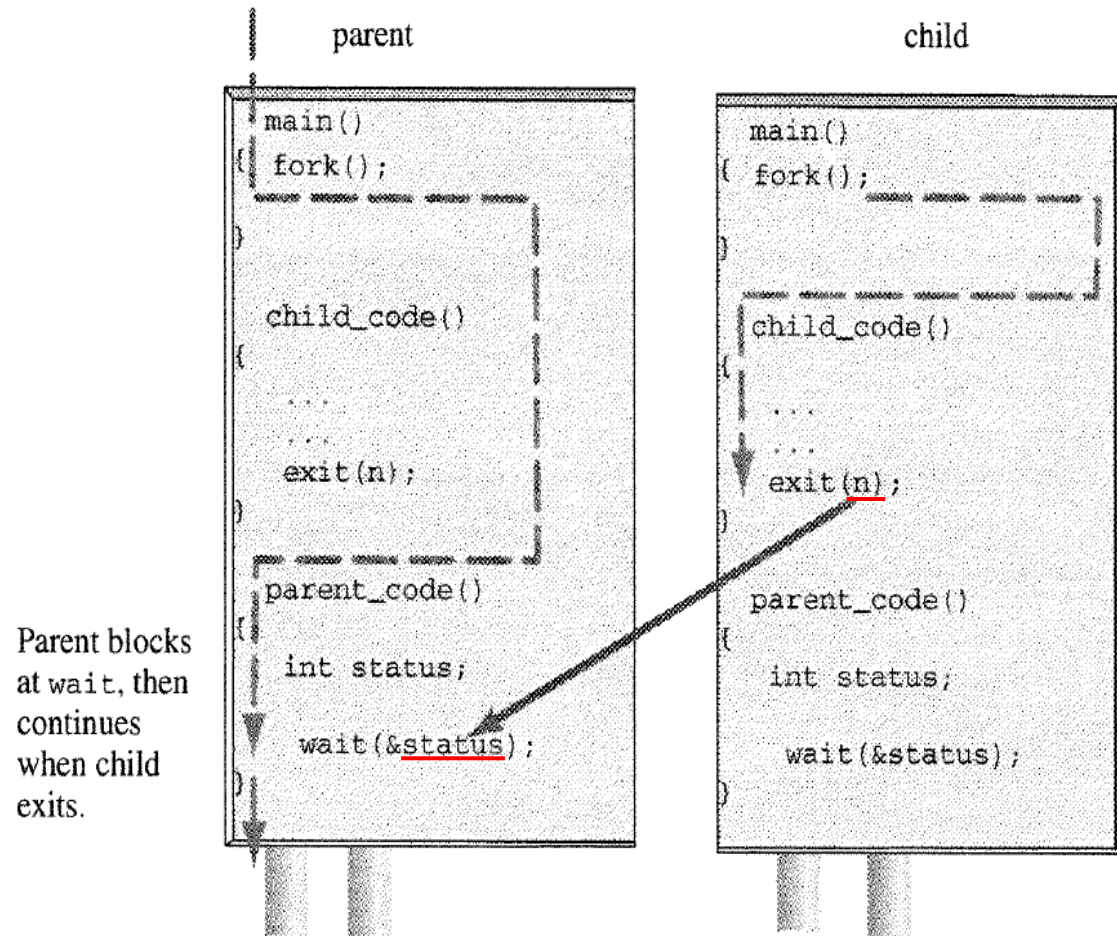 parent
main()
{ fork();
}
child_code()
{
...
...
exit(n);
}
parent_code()
{
int status;
wait(&status);
}
child
main()
{ fork();
}
child_code()
{
...
...
exit(n);
}
parent_code()
{
int status;
wait(&status);
}
Parent blocks
at wait, then
continues
when child
exits.